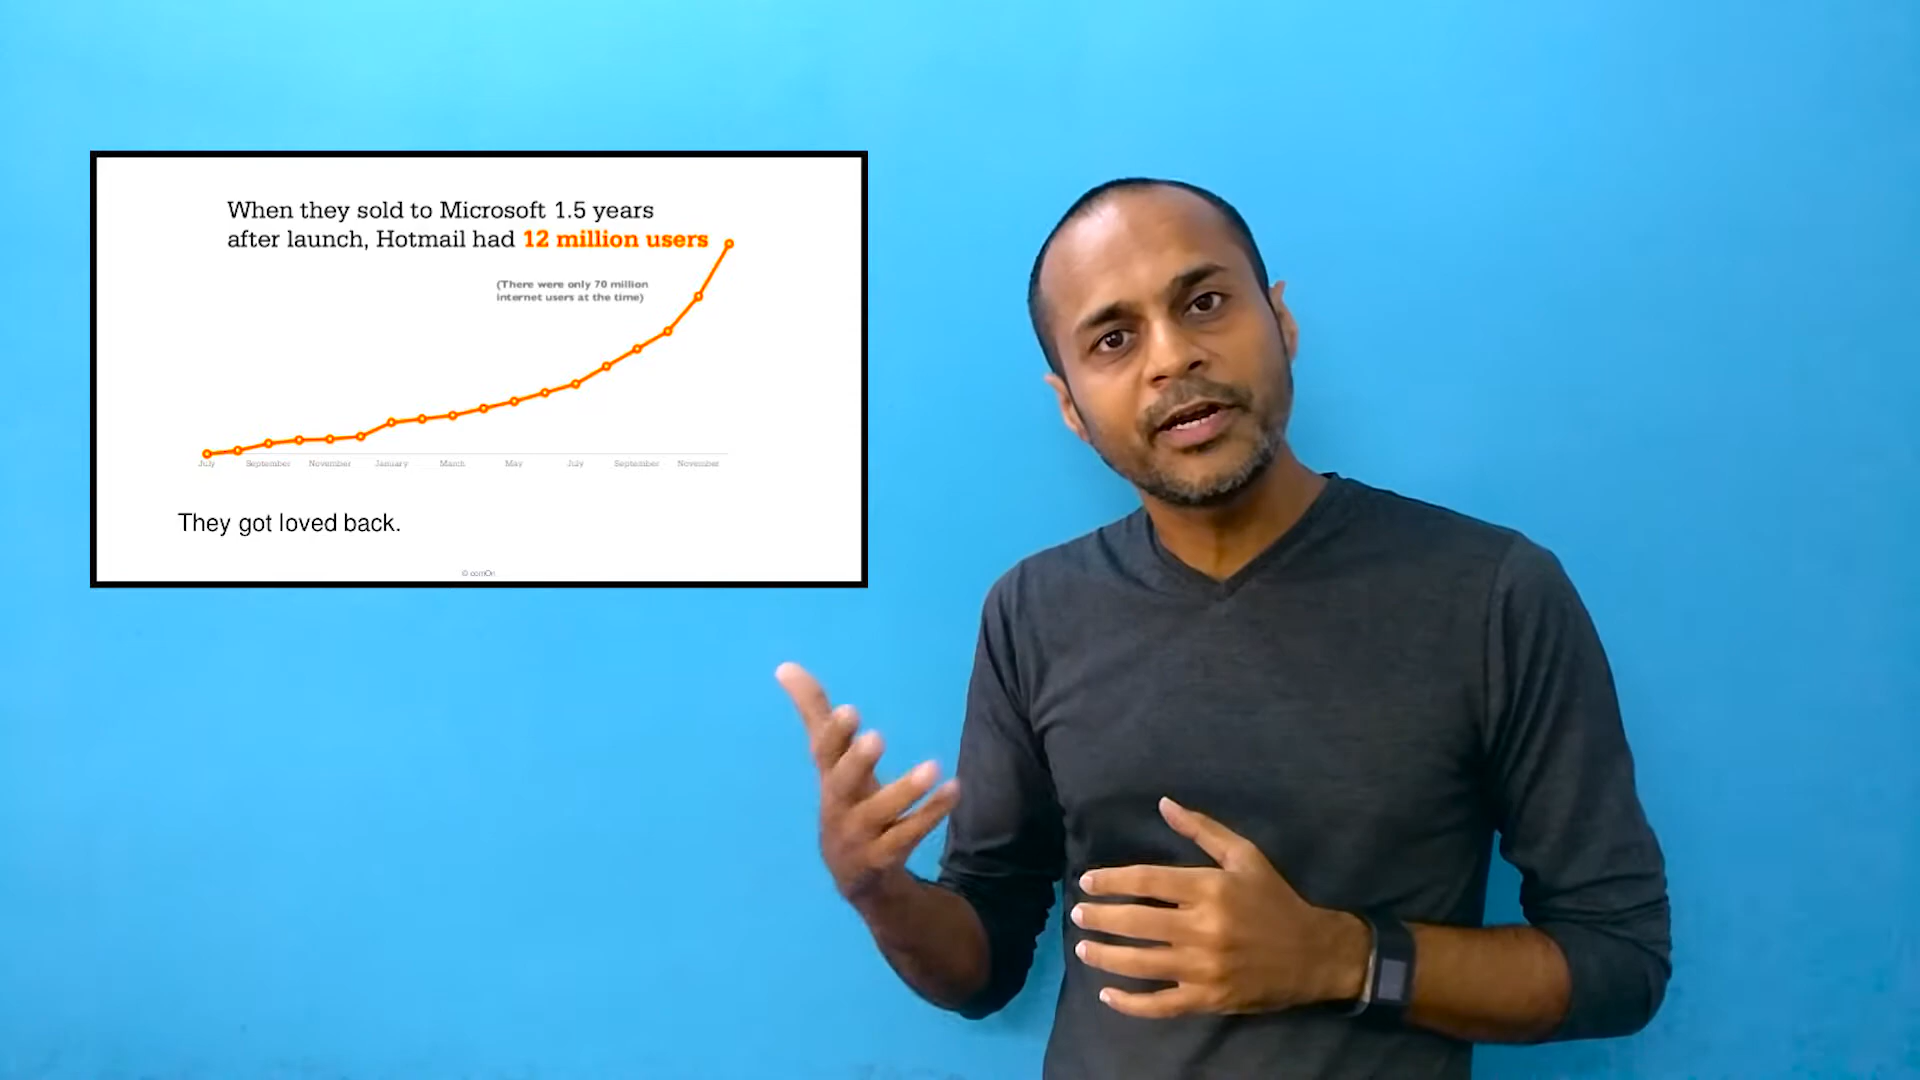 When they sold to Microsoft 1.5 years
after launch, Hotmail had 12 million users
(There were only 70 million
internet users at the time)
July September November January March May July September November
They got loved back.